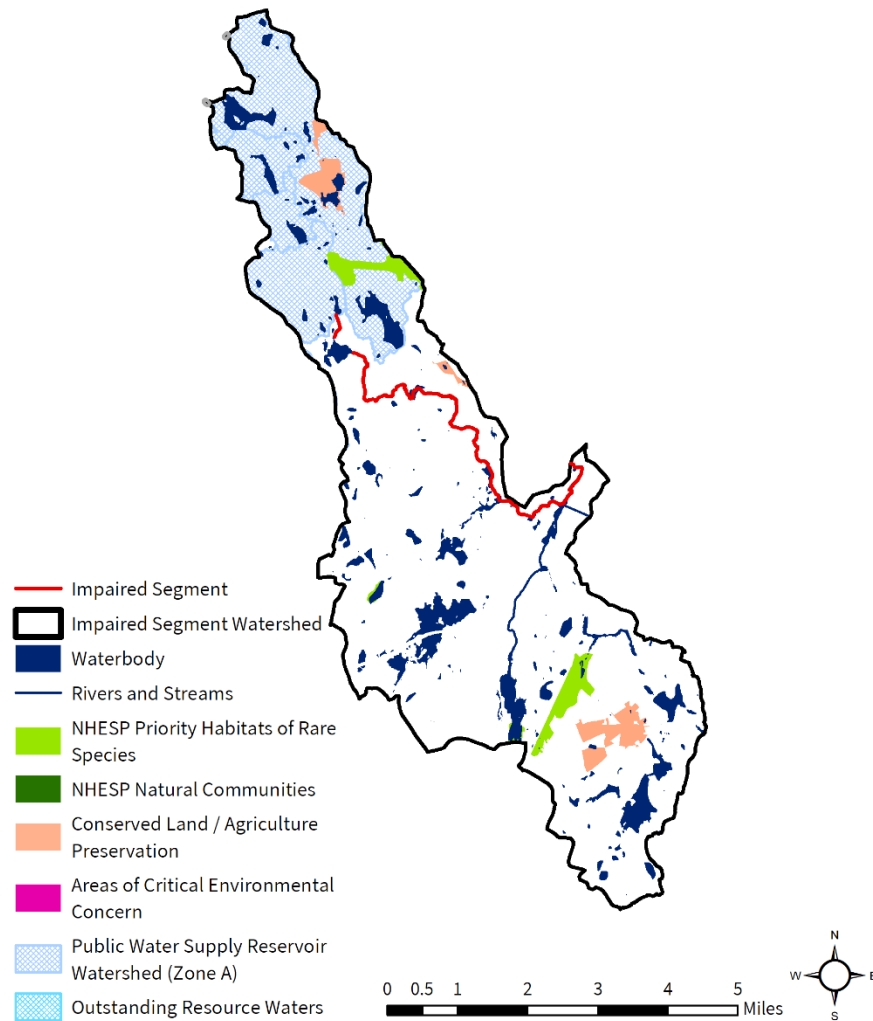 Impaired Segment
Impaired Segment Watershed
Waterbody
Rivers and Streams
NHESP Priority Habitats of Rare
Species
NHESP Natural Communities
Conserved Land / Agriculture
Preservation
Areas of Critical Environmental
Concern
Public Water Supply Reservoir
Watershed (Zone A)
Outstanding Resource Waters
0 0.5 1 2 3 4 5
Miles
N
W E
S